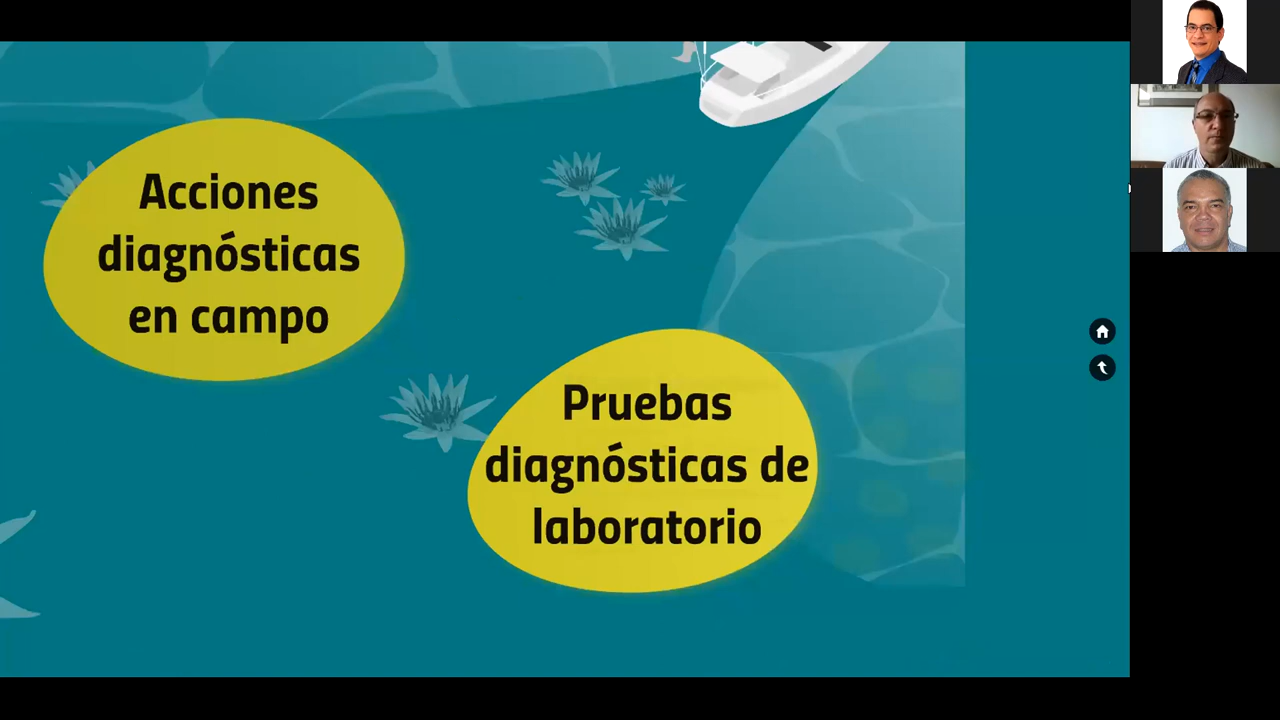 Acciones
diagnósticas
en campo
Pruebas
diagnósticas de
laboratorio